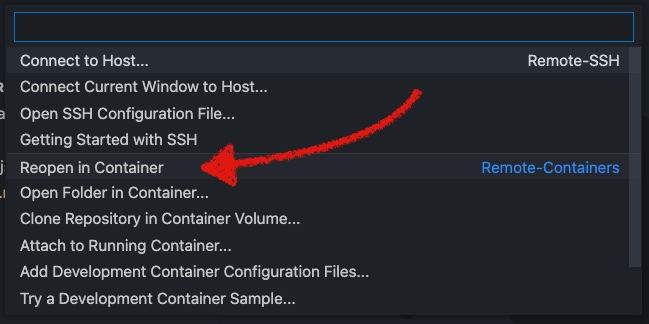 Connect to Host... Remote-SSH
Connect Current Window to Host...
Open SSH Configuration File...
Getting Started with SSH
Reopen in Container Remote-Containers
Open Folder in Container...
Clone Repository in Container Volume...
Attach to Running Container...
Add Development Container Configuration Files...
Try a Development Container Sample...